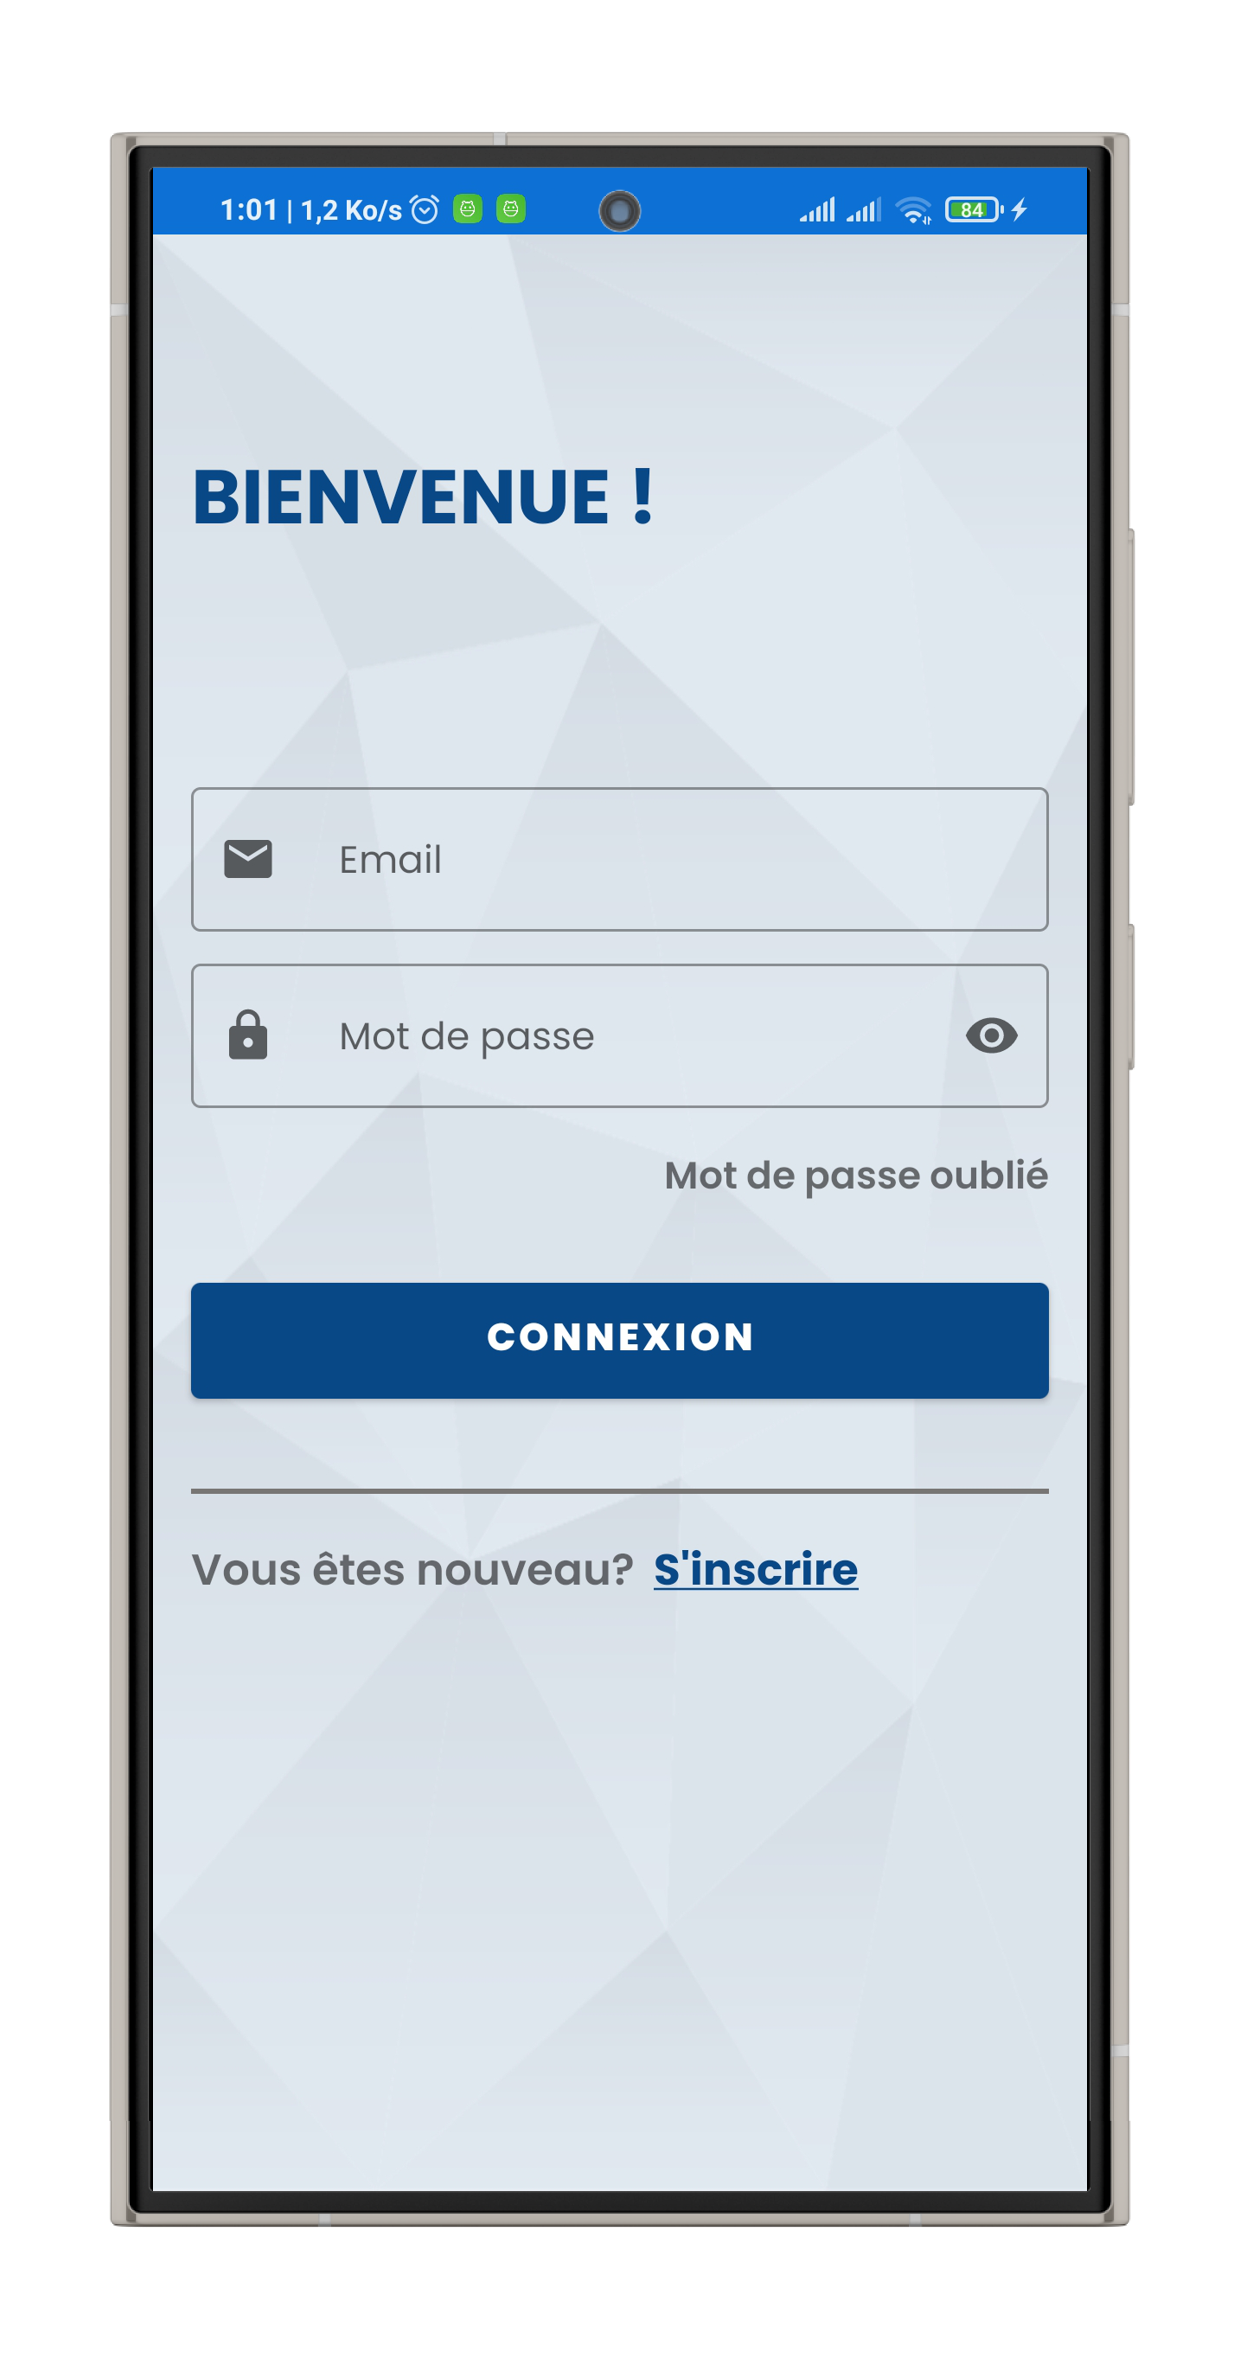 1:01 | 1,2 Ko/s 84
BIENVENUE !
Email
Mot de passe
Mot de passe oublié
CONNEXION
Vous êtes nouveau? S'inscrire